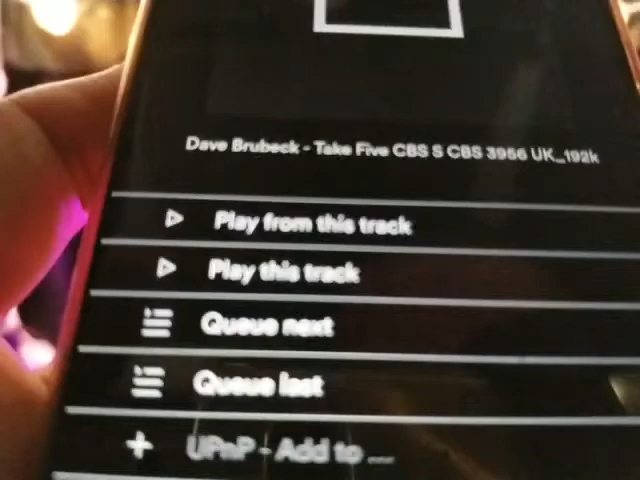 Dave Brubeck - Take Five CBS S CBS 3956 UK_192k
Play from this track
Play this track
Queue next
Queue last
UPnP - Add to ...